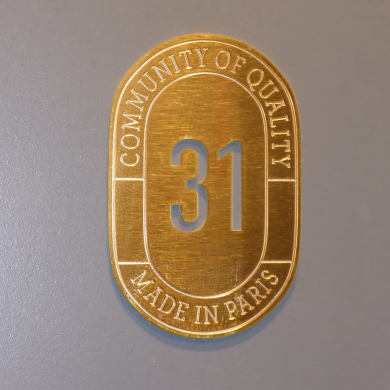 COMMUNITY OF QUALITY
31
MADE IN PARIS